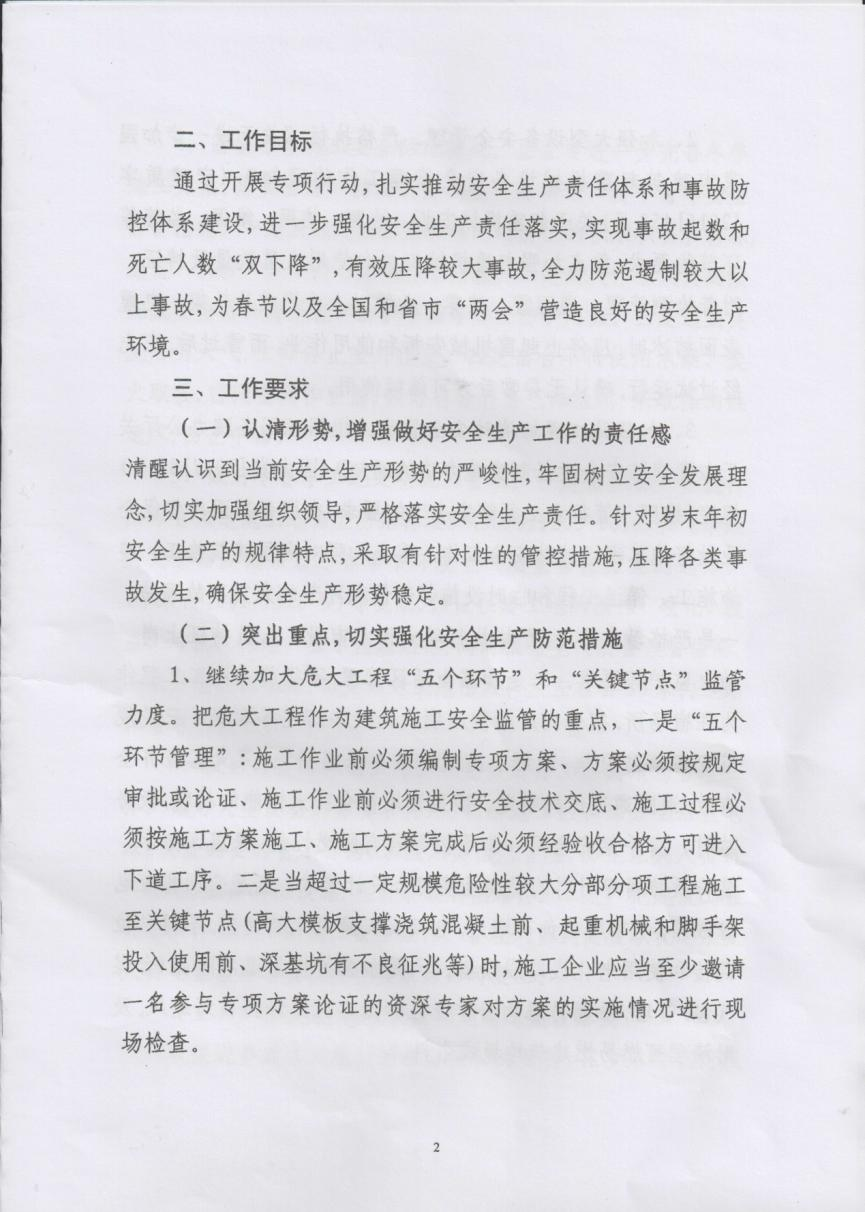 二、工作目标
通过开展专项行动,扎实推动安全生产责任体系和事故防
控体系建设,进一步强化安全生产责任落实,实现事故起数和
死亡人数“双下降”,有效压降较大事故,全力防范遏制较大以
上事故,为春节以及全国和省市“两会”营造良好的安全生产
环境。
三、工作要求
(一)认清形势,增强做好安全生产工作的责任感
清醒认识到当前安全生产形势的严峻性,牢固树立安全发展理
念,切实加强组织领导,严格落实安全生产责任。针对岁末年初
安全生产的规律特点,采取有针对性的管控措施,压降各类事
故发生,确保安全生产形势稳定。
(二)突出重点,切实强化安全生产防范措施
1、继续加大危大工程“五个环节”和“关键节点”监管
力度。把危大工程作为建筑施工安全监管的重点,一是“五个
环节管理”:施工作业前必须编制专项方案、方案必须按规定
审批或论证、施工作业前必须进行安全技术交底、施工过程必
须按施工方案施工、施工方案完成后必须经验收合格方可进入
下道工序。二是当超过一定规模危险性较大分部分项工程施工
至关键节点(高大模板支撑浇筑混凝土前、起重机械和脚手架
投入使用前、深基坑有不良征兆等)时,施工企业应当至少邀请
一名参与专项方案论证的资深专家对方案的实施情况进行现
场检查。
2